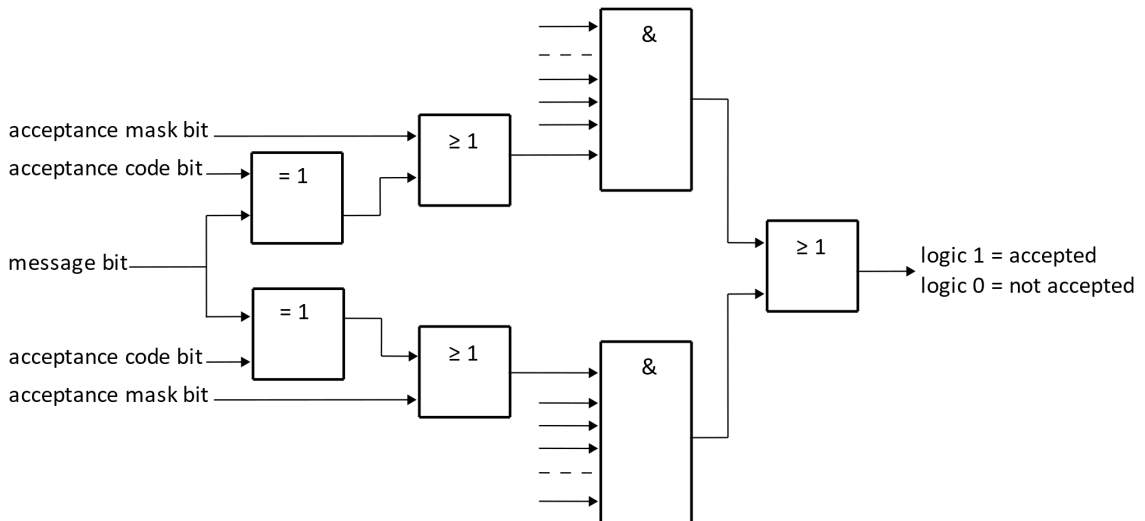 &
acceptance mask bit
≥ 1
acceptance code bit
= 1
≥ 1
message bit
logic 1 = accepted
logic 0 = not accepted
= 1
≥ 1
acceptance code bit
&
acceptance mask bit